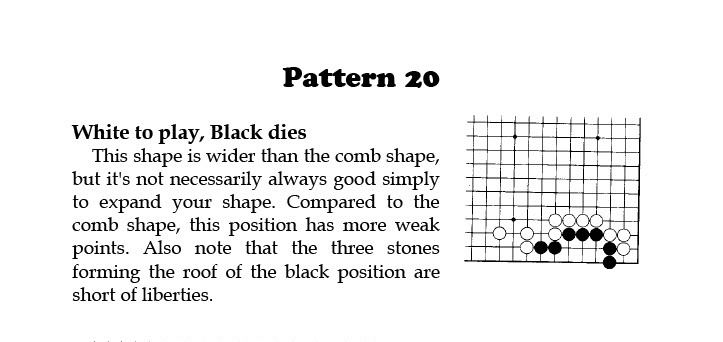 Pattern 20
White to play, Black dies
This shape is wider than the comb shape,
but it's not necessarily always good simply
to expand your shape. Compared to the
comb shape, this position has more weak
points. Also note that the three stones
forming the roof of the black position are
short of liberties.